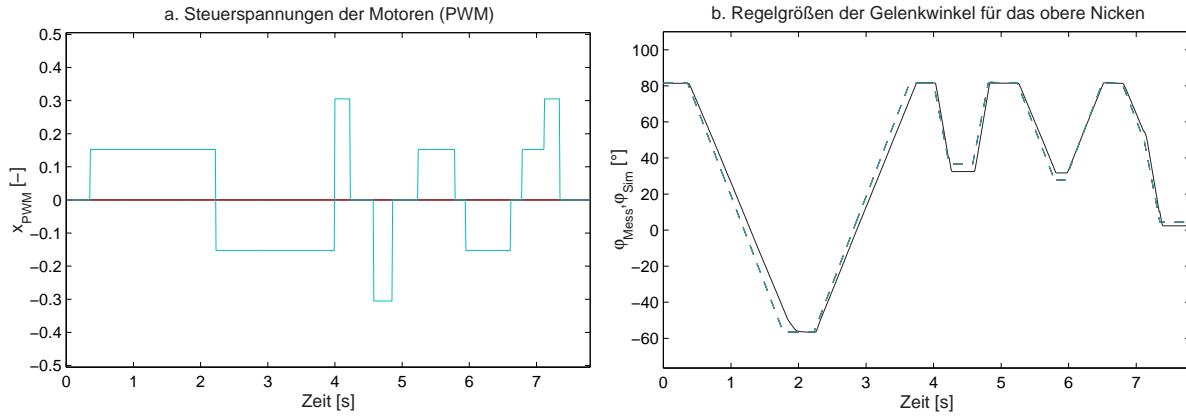 a. Steuerspannungen der Motoren (PWM)
0.5
0.4
0.3
0.2
0.1
0
−0.1
−0.2
−0.3
−0.4
−0.5
x_PWM [−]
0 1 2 3 4 5 6 7
Zeit [s]
b. Regelgrößen der Gelenkwinkel für das obere Nicken
100
80
60
40
20
0
−20
−40
−60
φ_Mess,φ_Sim [°]
0 1 2 3 4 5 6 7
Zeit [s]